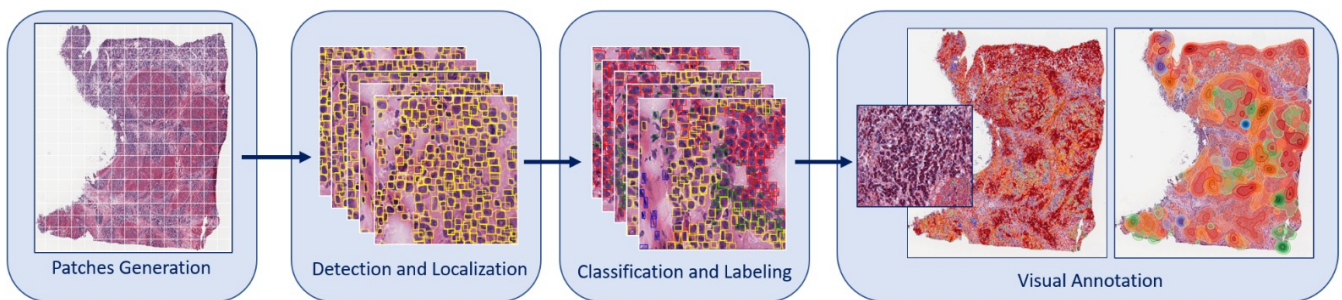 Patches Generation
Detection and Localization
Classification and Labeling
Visual Annotation